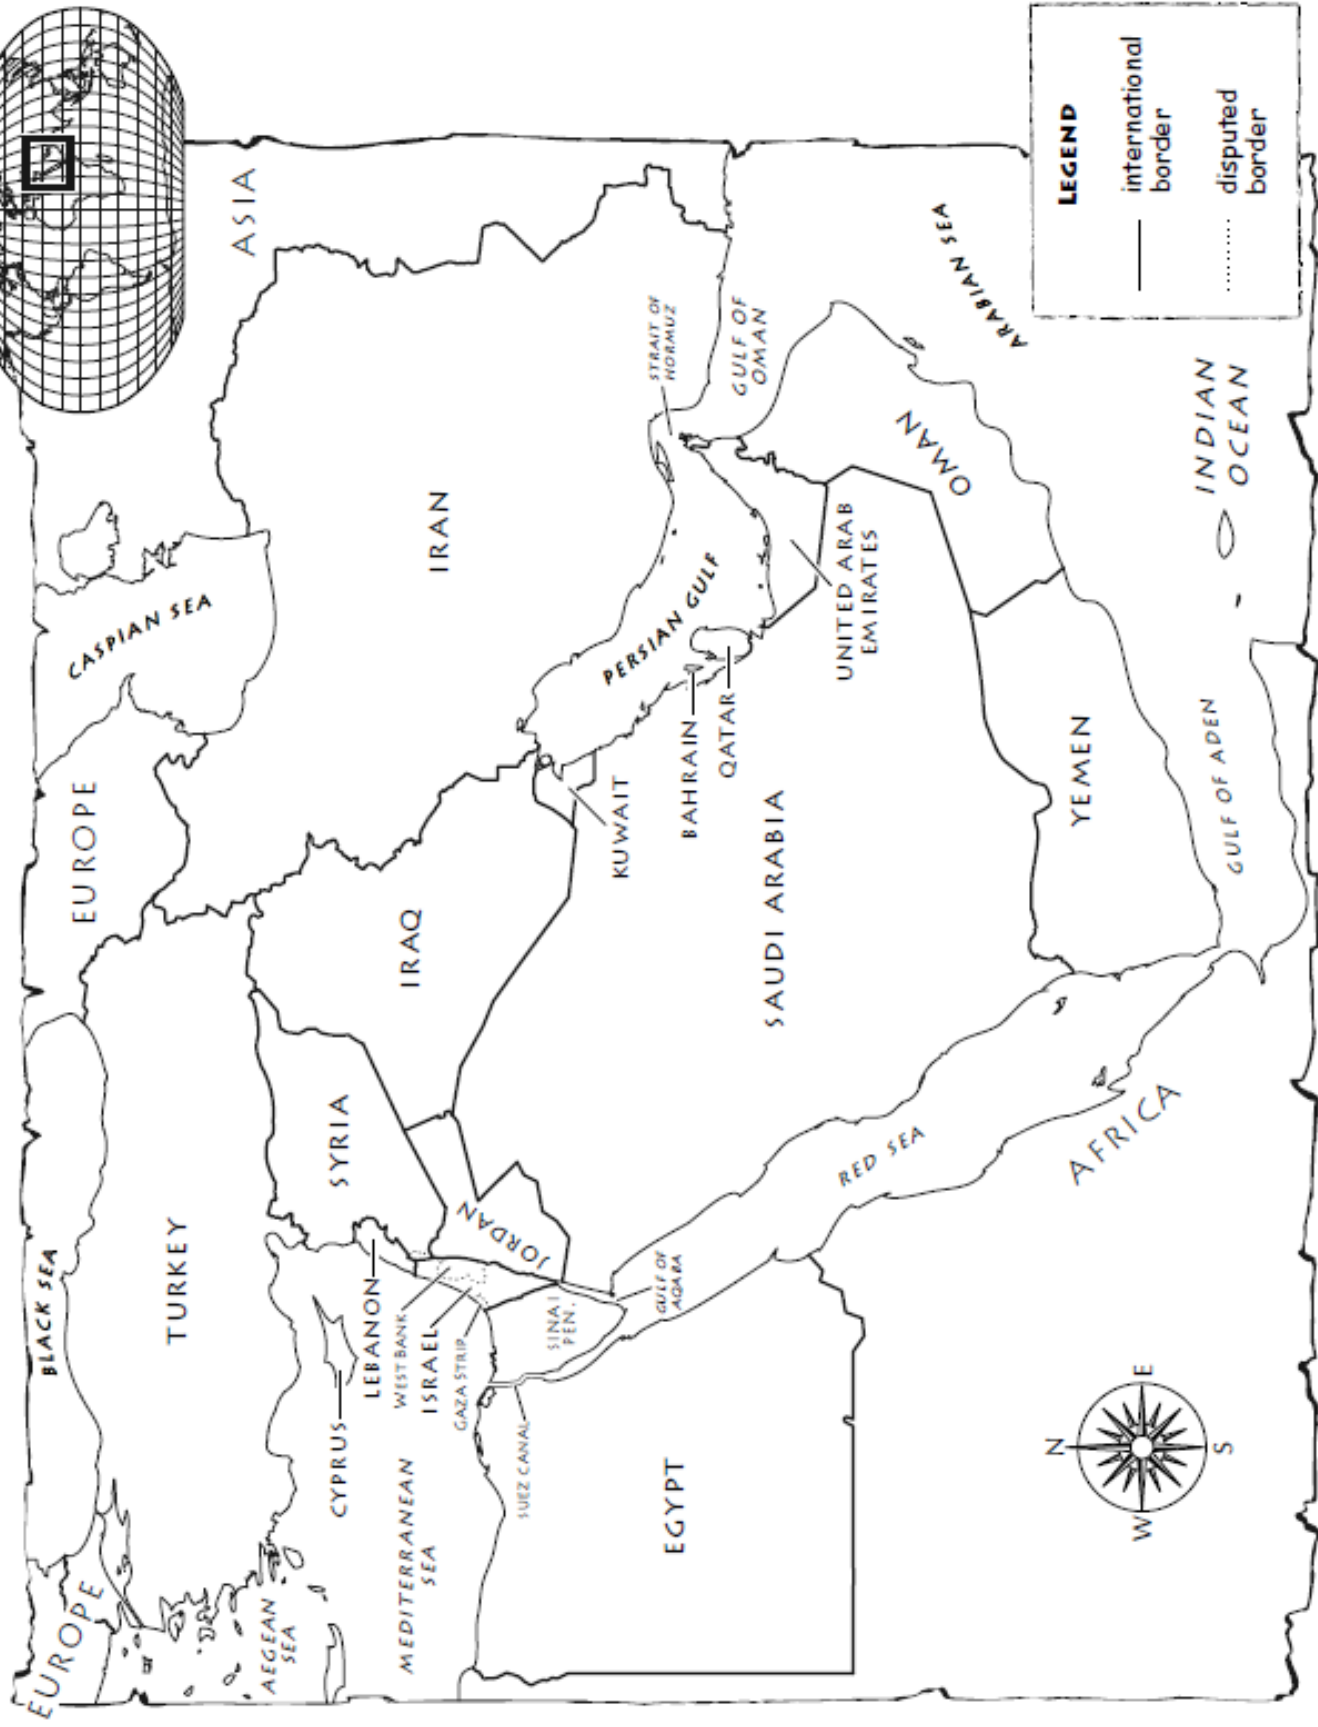 EUROPE
BLACK SEA
EUROPE
CASPIAN SEA
ASIA
AEGEAN
SEA
TURKEY
CYPRUS
LEBANON
WEST BANK
ISRAEL
GAZA STRIP
MEDITERRANEAN
SEA
SYRIA
IRAQ
IRAN
JORDAN
SINAI
PEN.
SUEZ CANAL
GULF OF
AQABA
EGYPT
KUWAIT
PERSIAN GULF
BAHRAIN
QATAR
STRAIT OF
HORMUZ
GULF OF
OMAN
SAUDI ARABIA
UNITED ARAB
EMIRATES
OMAN
ARABIAN SEA
RED SEA
YEMEN
AFRICA
GULF OF ADEN
INDIAN
OCEAN
N
W
E
S
LEGEND
international
border
disputed
border